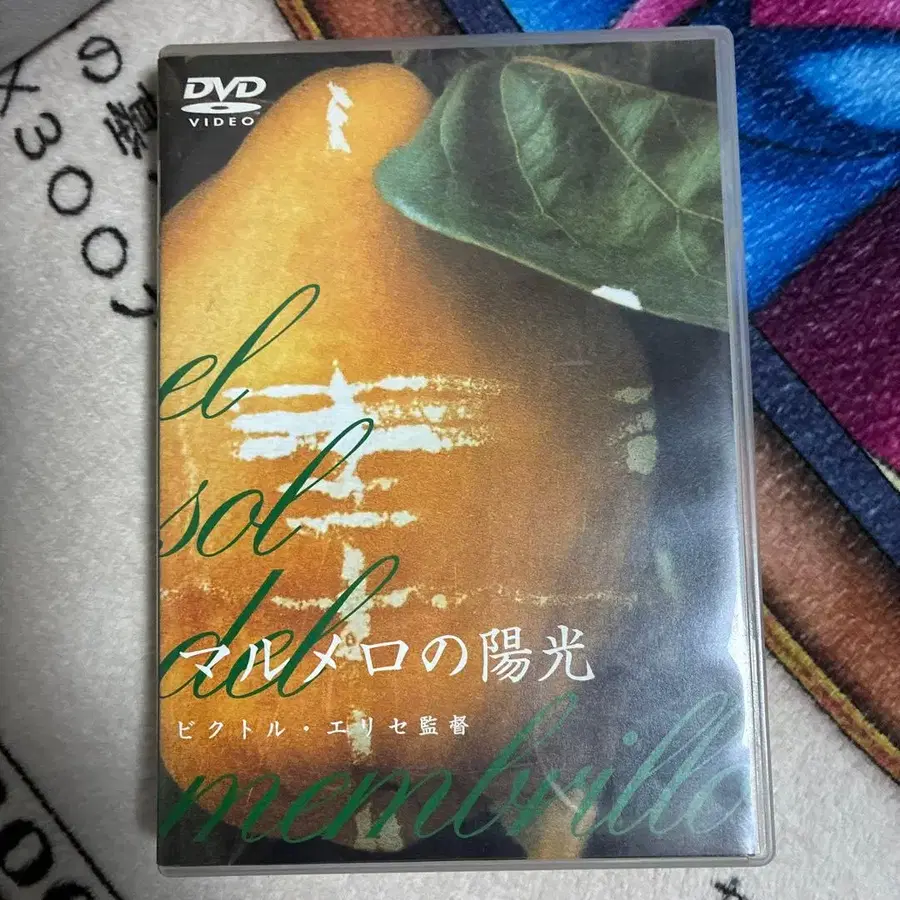 DVD
VIDEO
el
sol
del
マルメロの陽光
ビクトル・エリセ監督
membrillo
X3007